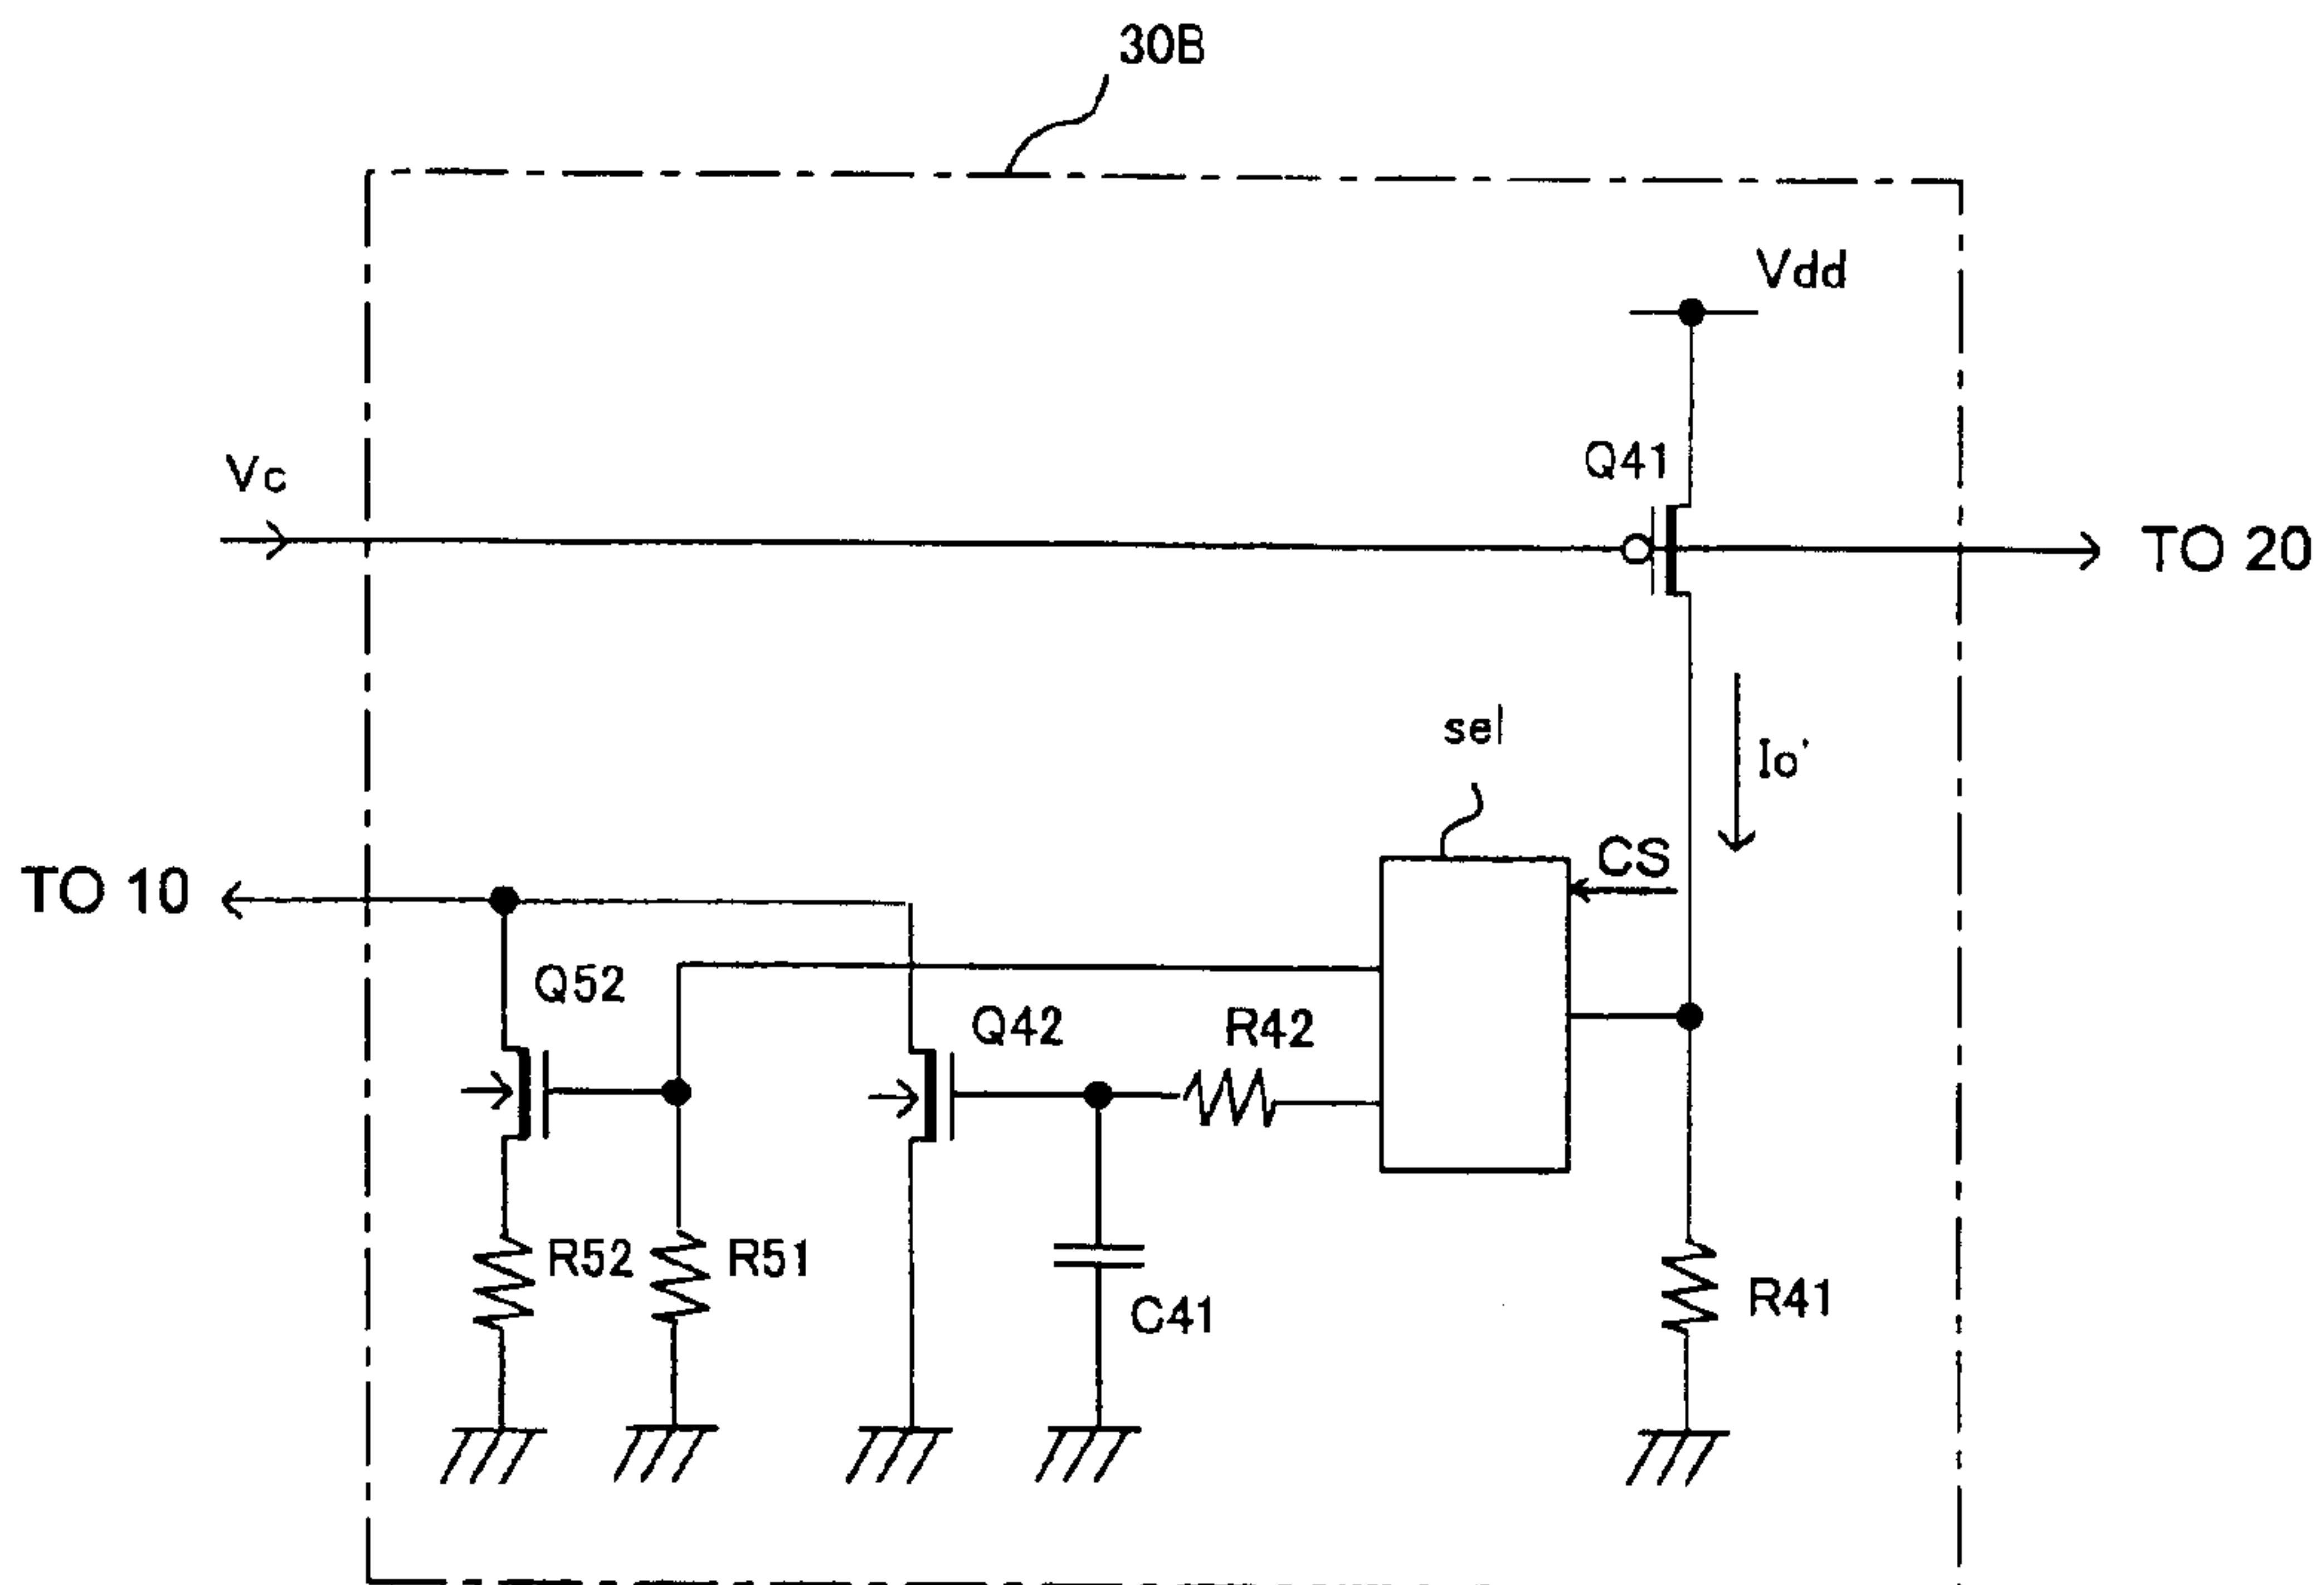 30B
Vdd
Q41
Vc
TO 20
sel
Io'
CS
TO 10
Q52
Q42
R42
R52
R51
C41
R41